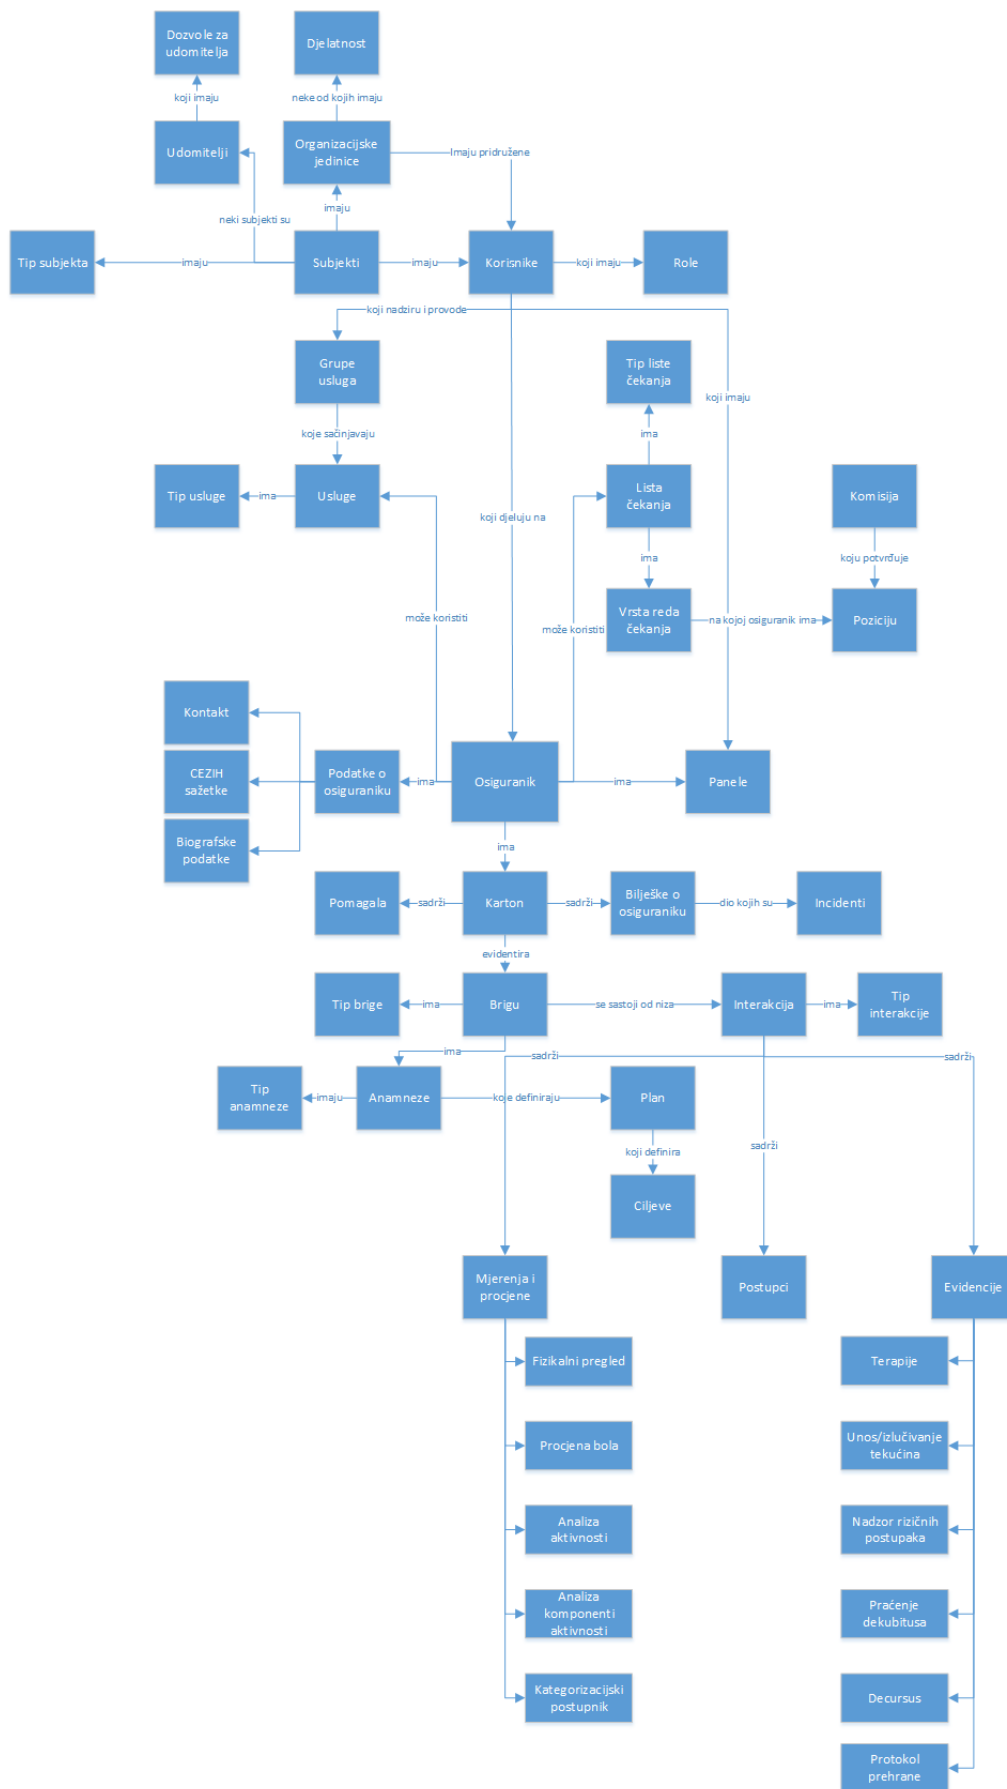 Dozvole za
udomitelja
Djelatnost
koji imaju
neke od kojih imaju
Udomitelji
Organizacijske
jedinice
Imaju pridružene
imaju
neki subjekti su
Tip subjekta
imaju
Subjekti
imaju
Korisnike
koji imaju
Role
koji nadziru i provode
Grupe
usluga
Tip liste
čekanja
koji imaju
koje sačinjavaju
ima
Tip usluge
ima
Usluge
Lista
čekanja
Komisija
koji djeluju na
ima
koju potvrđuje
može koristiti
može koristiti
Vrsta reda
čekanja
na kojoj osiguranik ima
Poziciju
Kontakt
CEZIH
sažetke
Podatke o
osiguraniku
ima
Osiguranik
ima
Panele
Biografske
podatke
ima
Pomagala
sadrži
Karton
sadrži
Bilješke o
osiguraniku
dio kojih su
Incidenti
evidentira
Tip brige
ima
Brigu
se sastoji od niza
Interakcija
ima
Tip
interakcije
ima
sadrži
sadrži
Tip
anamneze
imaju
Anamneze
koje definiraju
Plan
sadrži
koji definira
Ciljeve
Mjerenja i
procjene
Postupci
Evidencije
Fizikalni pregled
Terapije
Procjena bola
Unos/izlučivanje
tekućina
Analiza
aktivnosti
Nadzor rizičnih
postupaka
Analiza
komponenti
aktivnosti
Praćenje
dekubitusa
Kategorizacijski
postupnik
Decursus
Protokol
prehrane